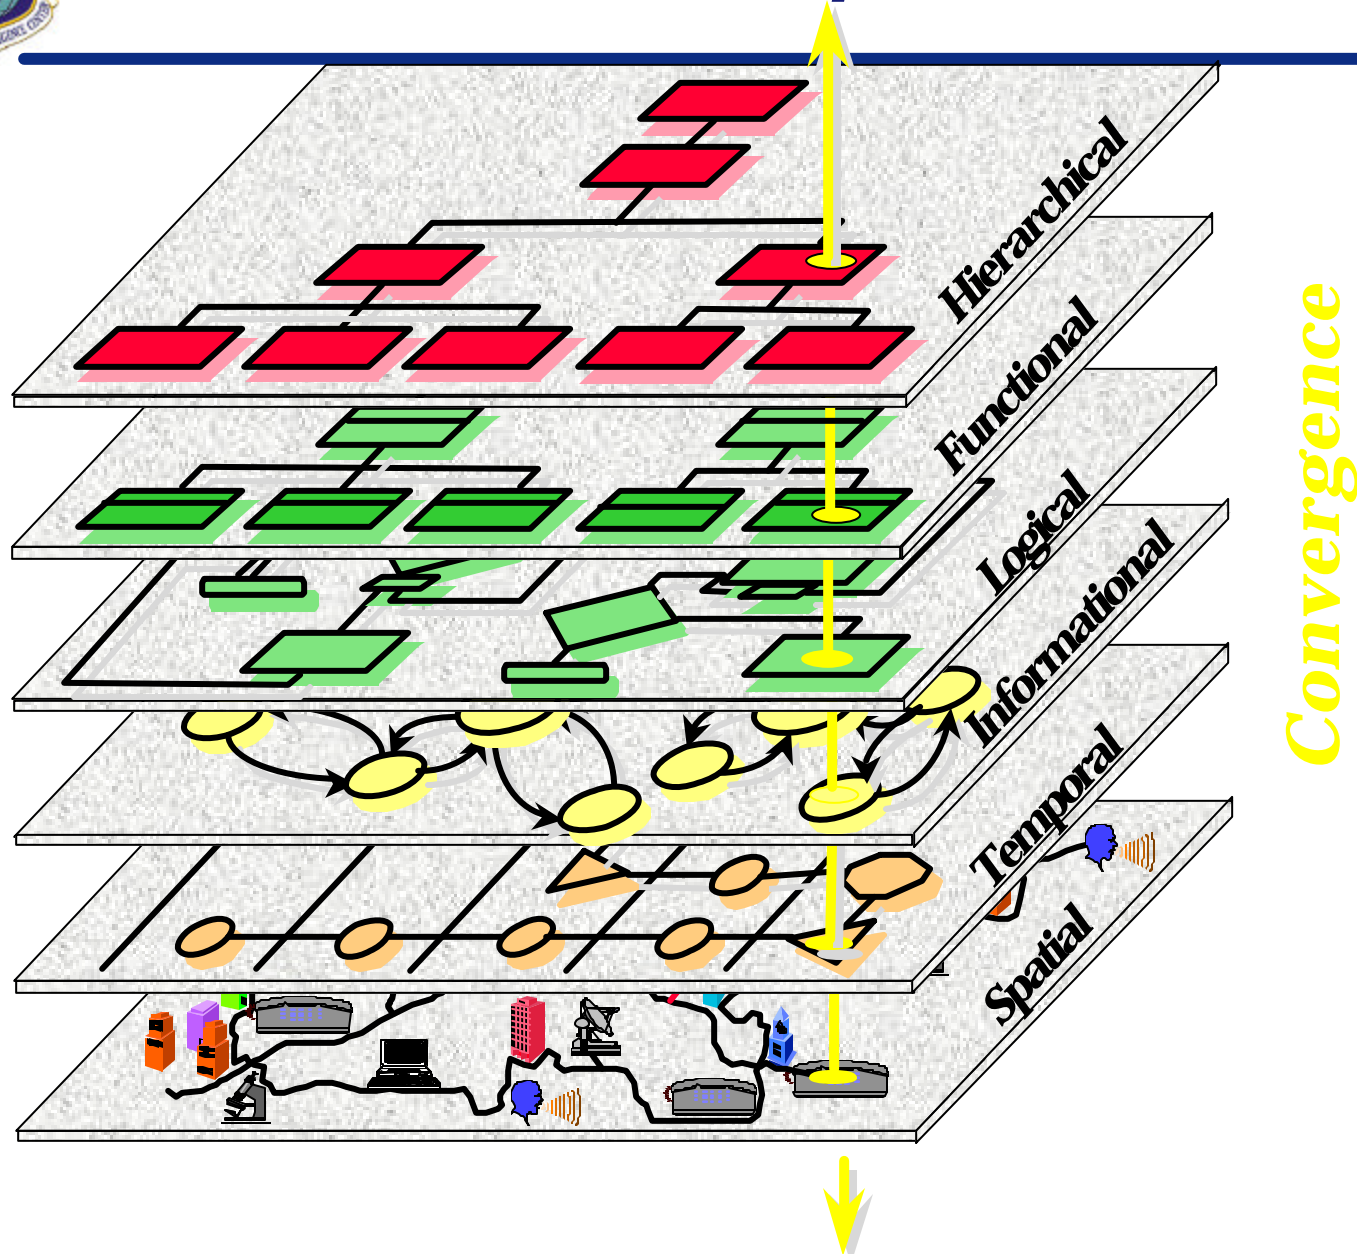 Hierarchical
Functional
Logical
Informational
Temporal
Spatial
Convergence